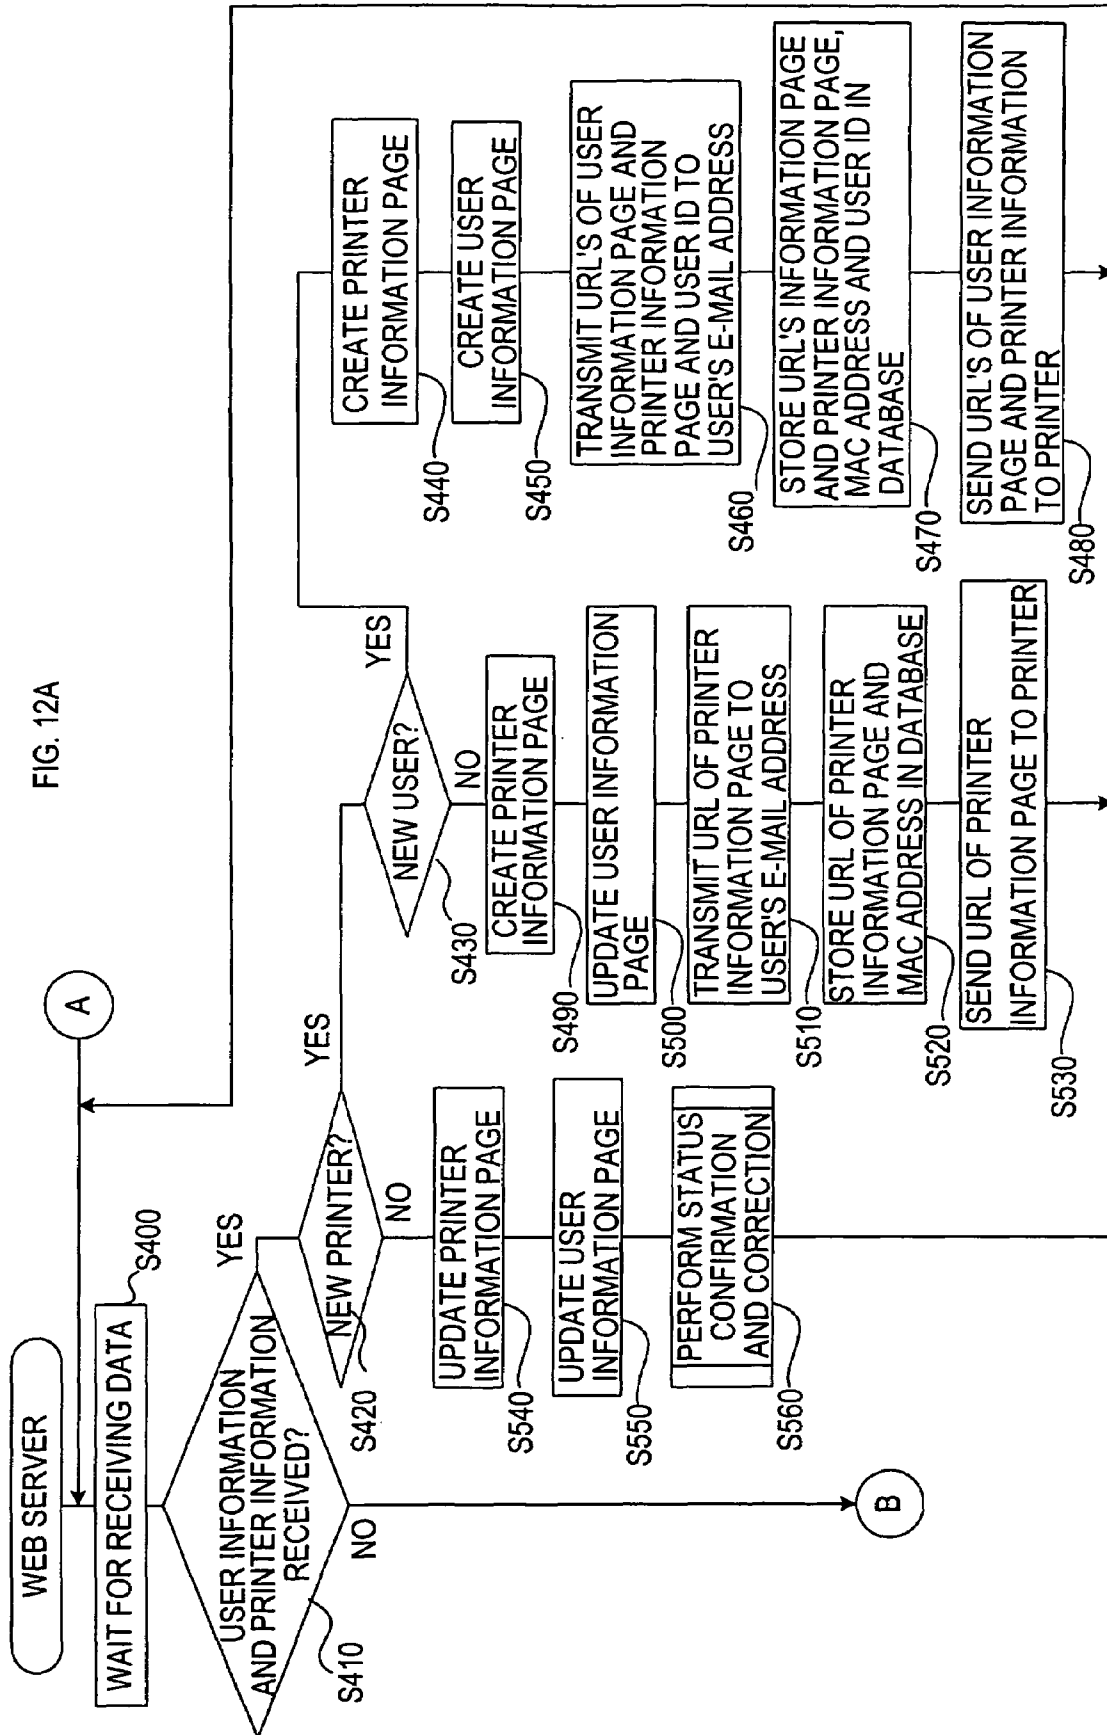 FIG. 12A
WEB SERVER
A
WAIT FOR RECEIVING DATA
S400
USER INFORMATION
AND PRINTER INFORMATION
RECEIVED?
S410
YES
NO
B
NEW PRINTER?
S420
YES
NO
UPDATE PRINTER
INFORMATION PAGE
S540
UPDATE USER
INFORMATION PAGE
S550
PERFORM STATUS
CONFIRMATION
AND CORRECTION
S560
NEW USER?
S430
YES
NO
CREATE PRINTER
INFORMATION PAGE
S490
UPDATE USER INFORMATION
PAGE
S500
TRANSMIT URL OF PRINTER
INFORMATION PAGE TO
USER'S E-MAIL ADDRESS
S510
STORE URL OF PRINTER
INFORMATION PAGE AND
MAC ADDRESS IN DATABASE
S520
SEND URL OF PRINTER
INFORMATION PAGE TO PRINTER
S530
CREATE PRINTER
INFORMATION PAGE
S440
CREATE USER
INFORMATION PAGE
S450
TRANSMIT URL'S OF USER
INFORMATION PAGE AND
PRINTER INFORMATION
PAGE AND USER ID TO
USER'S E-MAIL ADDRESS
S460
STORE URL'S INFORMATION PAGE
AND PRINTER INFORMATION PAGE,
MAC ADDRESS AND USER ID IN
DATABASE
S470
SEND URL'S OF USER INFORMATION
PAGE AND PRINTER INFORMATION
TO PRINTER
S480